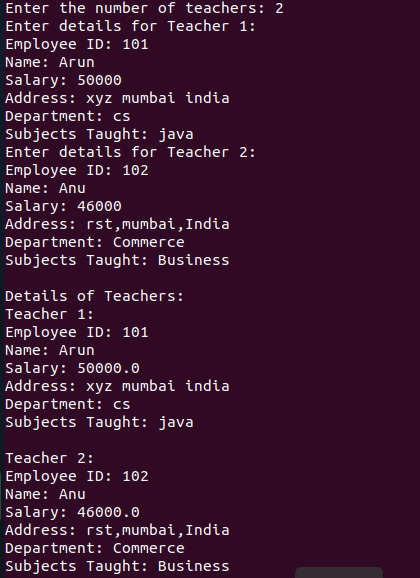 Enter the number of teachers: 2
Enter details for Teacher 1:
Employee ID: 101
Name: Arun
Salary: 50000
Address: xyz mumbai india
Department: cs
Subjects Taught: java
Enter details for Teacher 2:
Employee ID: 102
Name: Anu
Salary: 46000
Address: rst,mumbai,India
Department: Commerce
Subjects Taught: Business

Details of Teachers:
Teacher 1:
Employee ID: 101
Name: Arun
Salary: 50000.0
Address: xyz mumbai india
Department: cs
Subjects Taught: java

Teacher 2:
Employee ID: 102
Name: Anu
Salary: 46000.0
Address: rst,mumbai,India
Department: Commerce
Subjects Taught: Business